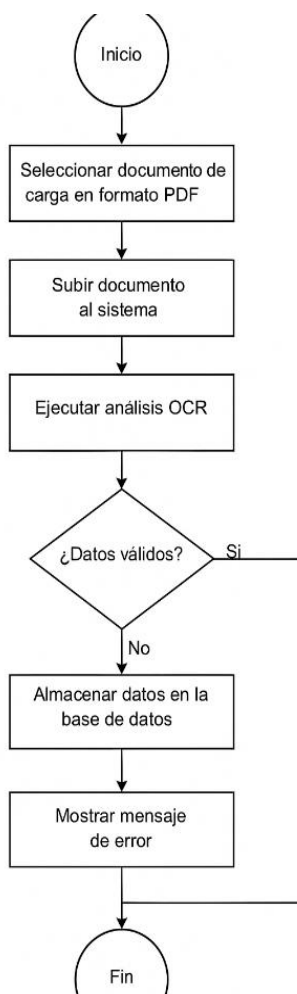 Inicio
Seleccionar documento de
carga en formato PDF
Subir documento
al sistema
Ejecutar análisis OCR
¿Datos válidos?
Si
No
Almacenar datos en la
base de datos
Mostrar mensaje
de error
Fin